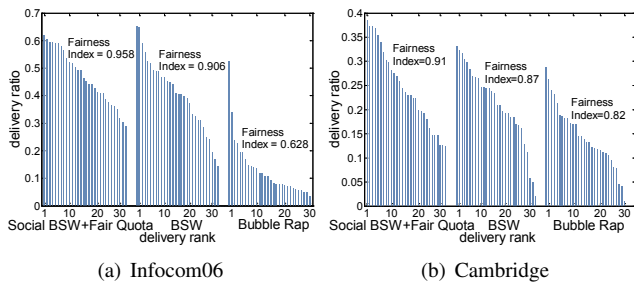 0.7
0.6
0.5
0.4
0.3
0.2
0.1
0
delivery ratio
Fairness
Index = 0.958
Fairness
Index = 0.906
Fairness
Index = 0.628
1 10 20 30 1 10 20 30 1 10 20 30
Social BSW+Fair Quota BSW Bubble Rap
delivery rank
(a) Infocom06
0.4
0.35
0.3
0.25
0.2
0.15
0.1
0.05
0
delivery ratio
Fairness
Index=0.91
Fairness
Index=0.87
Fairness
Index=0.82
1 10 20 30 1 10 20 30 1 10 20 30
Social BSW+Fair Quota BSW Bubble Rap
delivery rank
(b) Cambridge